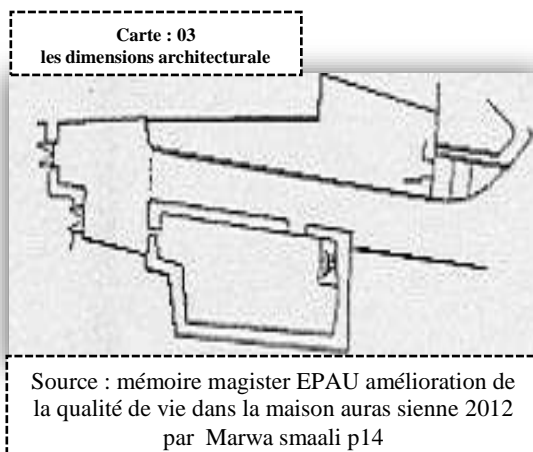 Carte : 03
les dimensions architecturale
Source : mémoire magister EPAU amélioration de
la qualité de vie dans la maison auras sienne 2012
par Marwa smaali p14